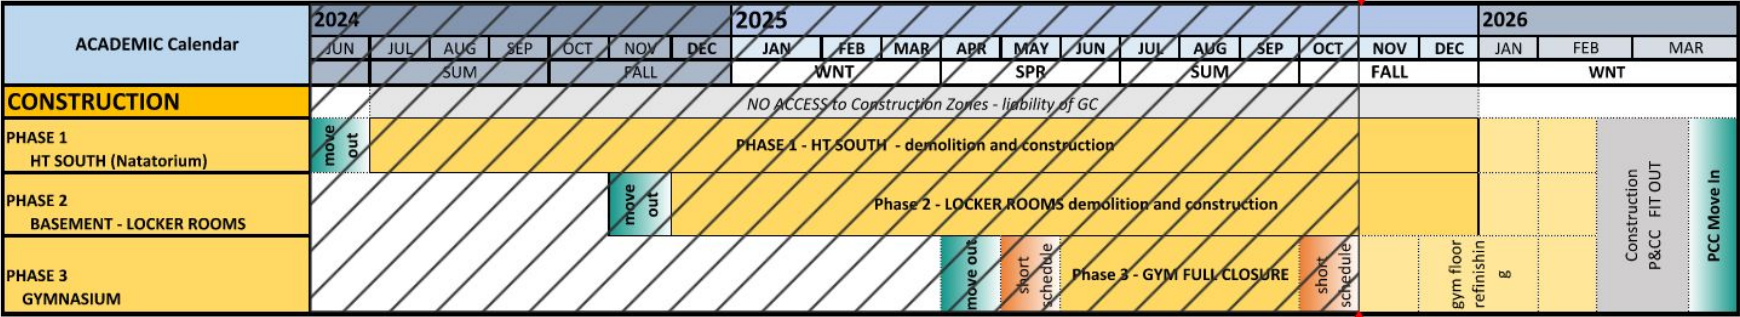 2024 2025 2026
ACADEMIC Calendar
JUN JUL AUG SEP OCT NOV DEC JAN FEB MAR APR MAY JUN JUL AUG SEP OCT NOV DEC JAN FEB MAR
SUM FALL WNT SPR SUM FALL WNT
CONSTRUCTION
NO ACCESS to Construction Zones - liability of GC
PHASE 1
HT SOUTH (Natatorium)
move
out
PHASE 1 - HT SOUTH - demolition and construction
PHASE 2
BASEMENT - LOCKER ROOMS
move
out
Phase 2 - LOCKER ROOMS demolition and construction
PHASE 3
GYMNASIUM
move out
short
schedule
Phase 3 - GYM FULL CLOSURE
short
schedule
gym floor
refinishin
g
Construction
P&CC FIT OUT
PCC Move In